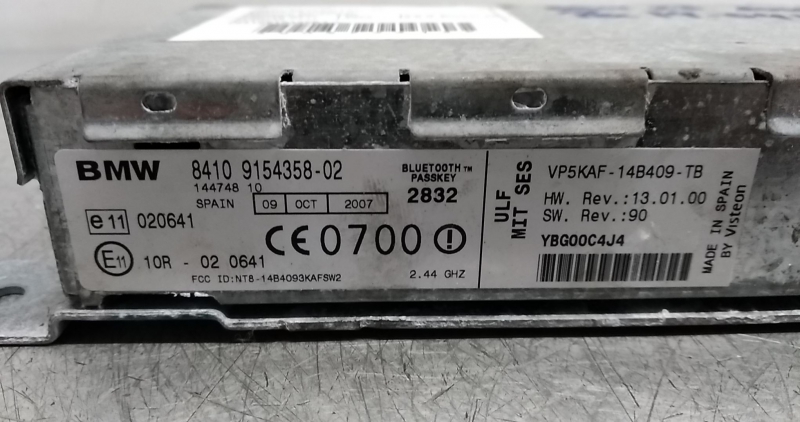 BMW 8410 9154358-02
144748 10
SPAIN 09 OCT 2007
BLUETOOTH™
PASSKEY
2832
e11 020641
CE0700
E11 10R - 02 0641
FCC ID:NT8-14B4093KAFSW2
2.44 GHZ
ULF
MIT SES
VP5KAF-14B409-TB
HW. Rev.:13.01.00
SW. Rev.:90
YBG00C4J4
MADE IN SPAIN
BY Visteon